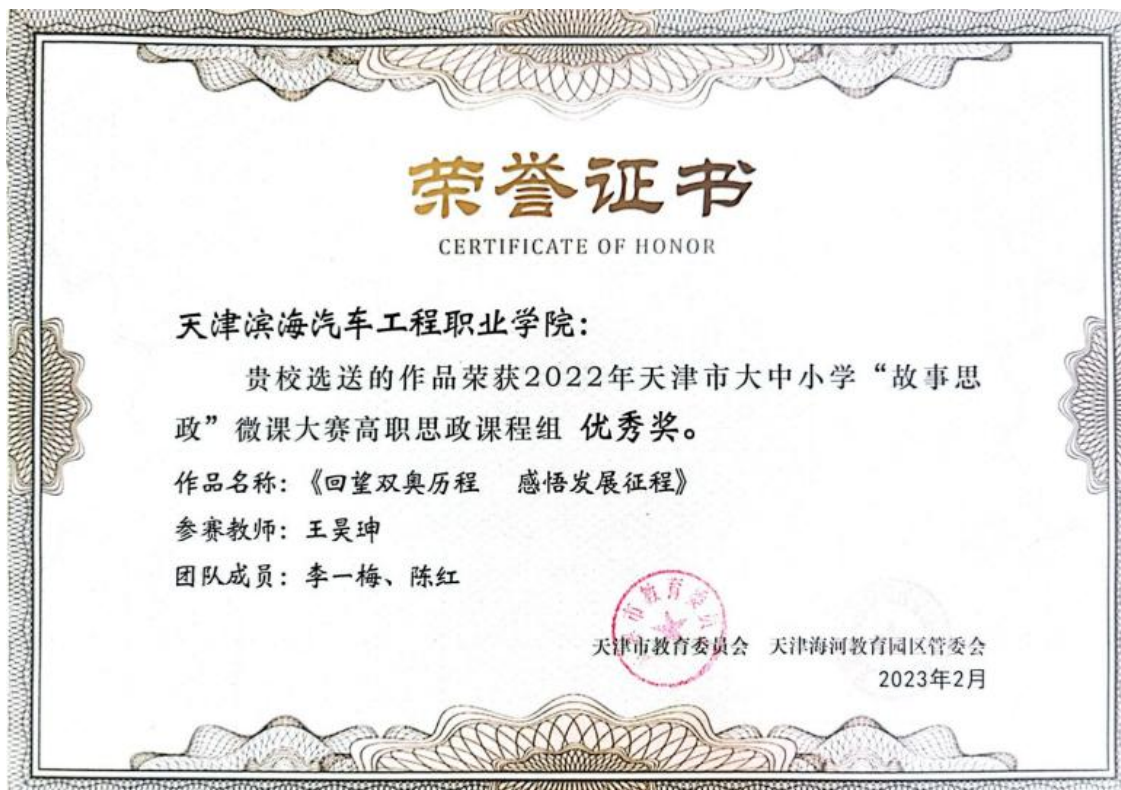 荣誉证书
CERTIFICATE OF HONOR
天津滨海汽车工程职业学院：
贵校选送的作品荣获2022年天津市大中小学“故事思
政”微课大赛高职思政课程组 优秀奖。
作品名称：《回望双奥历程 感悟发展征程》
参赛教师：王昊珅
团队成员：李一梅、陈红
市教育委员
天津市教育委员会 天津海河教育园区管委会
2023年2月